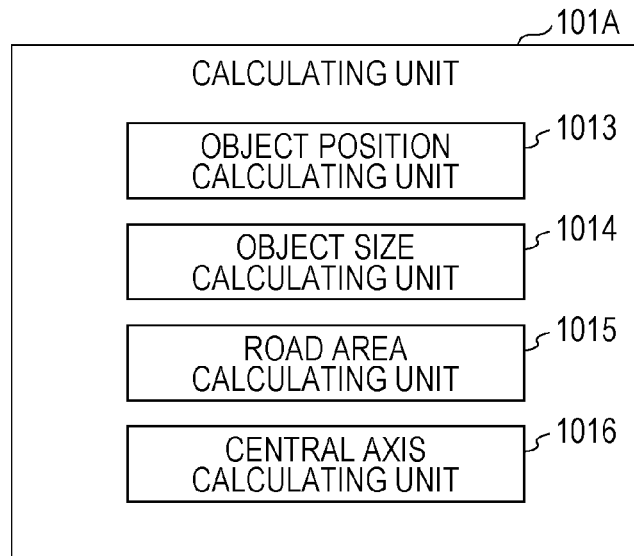 101A
CALCULATING UNIT
OBJECT POSITION
CALCULATING UNIT
1013
OBJECT SIZE
CALCULATING UNIT
1014
ROAD AREA
CALCULATING UNIT
1015
CENTRAL AXIS
CALCULATING UNIT
1016